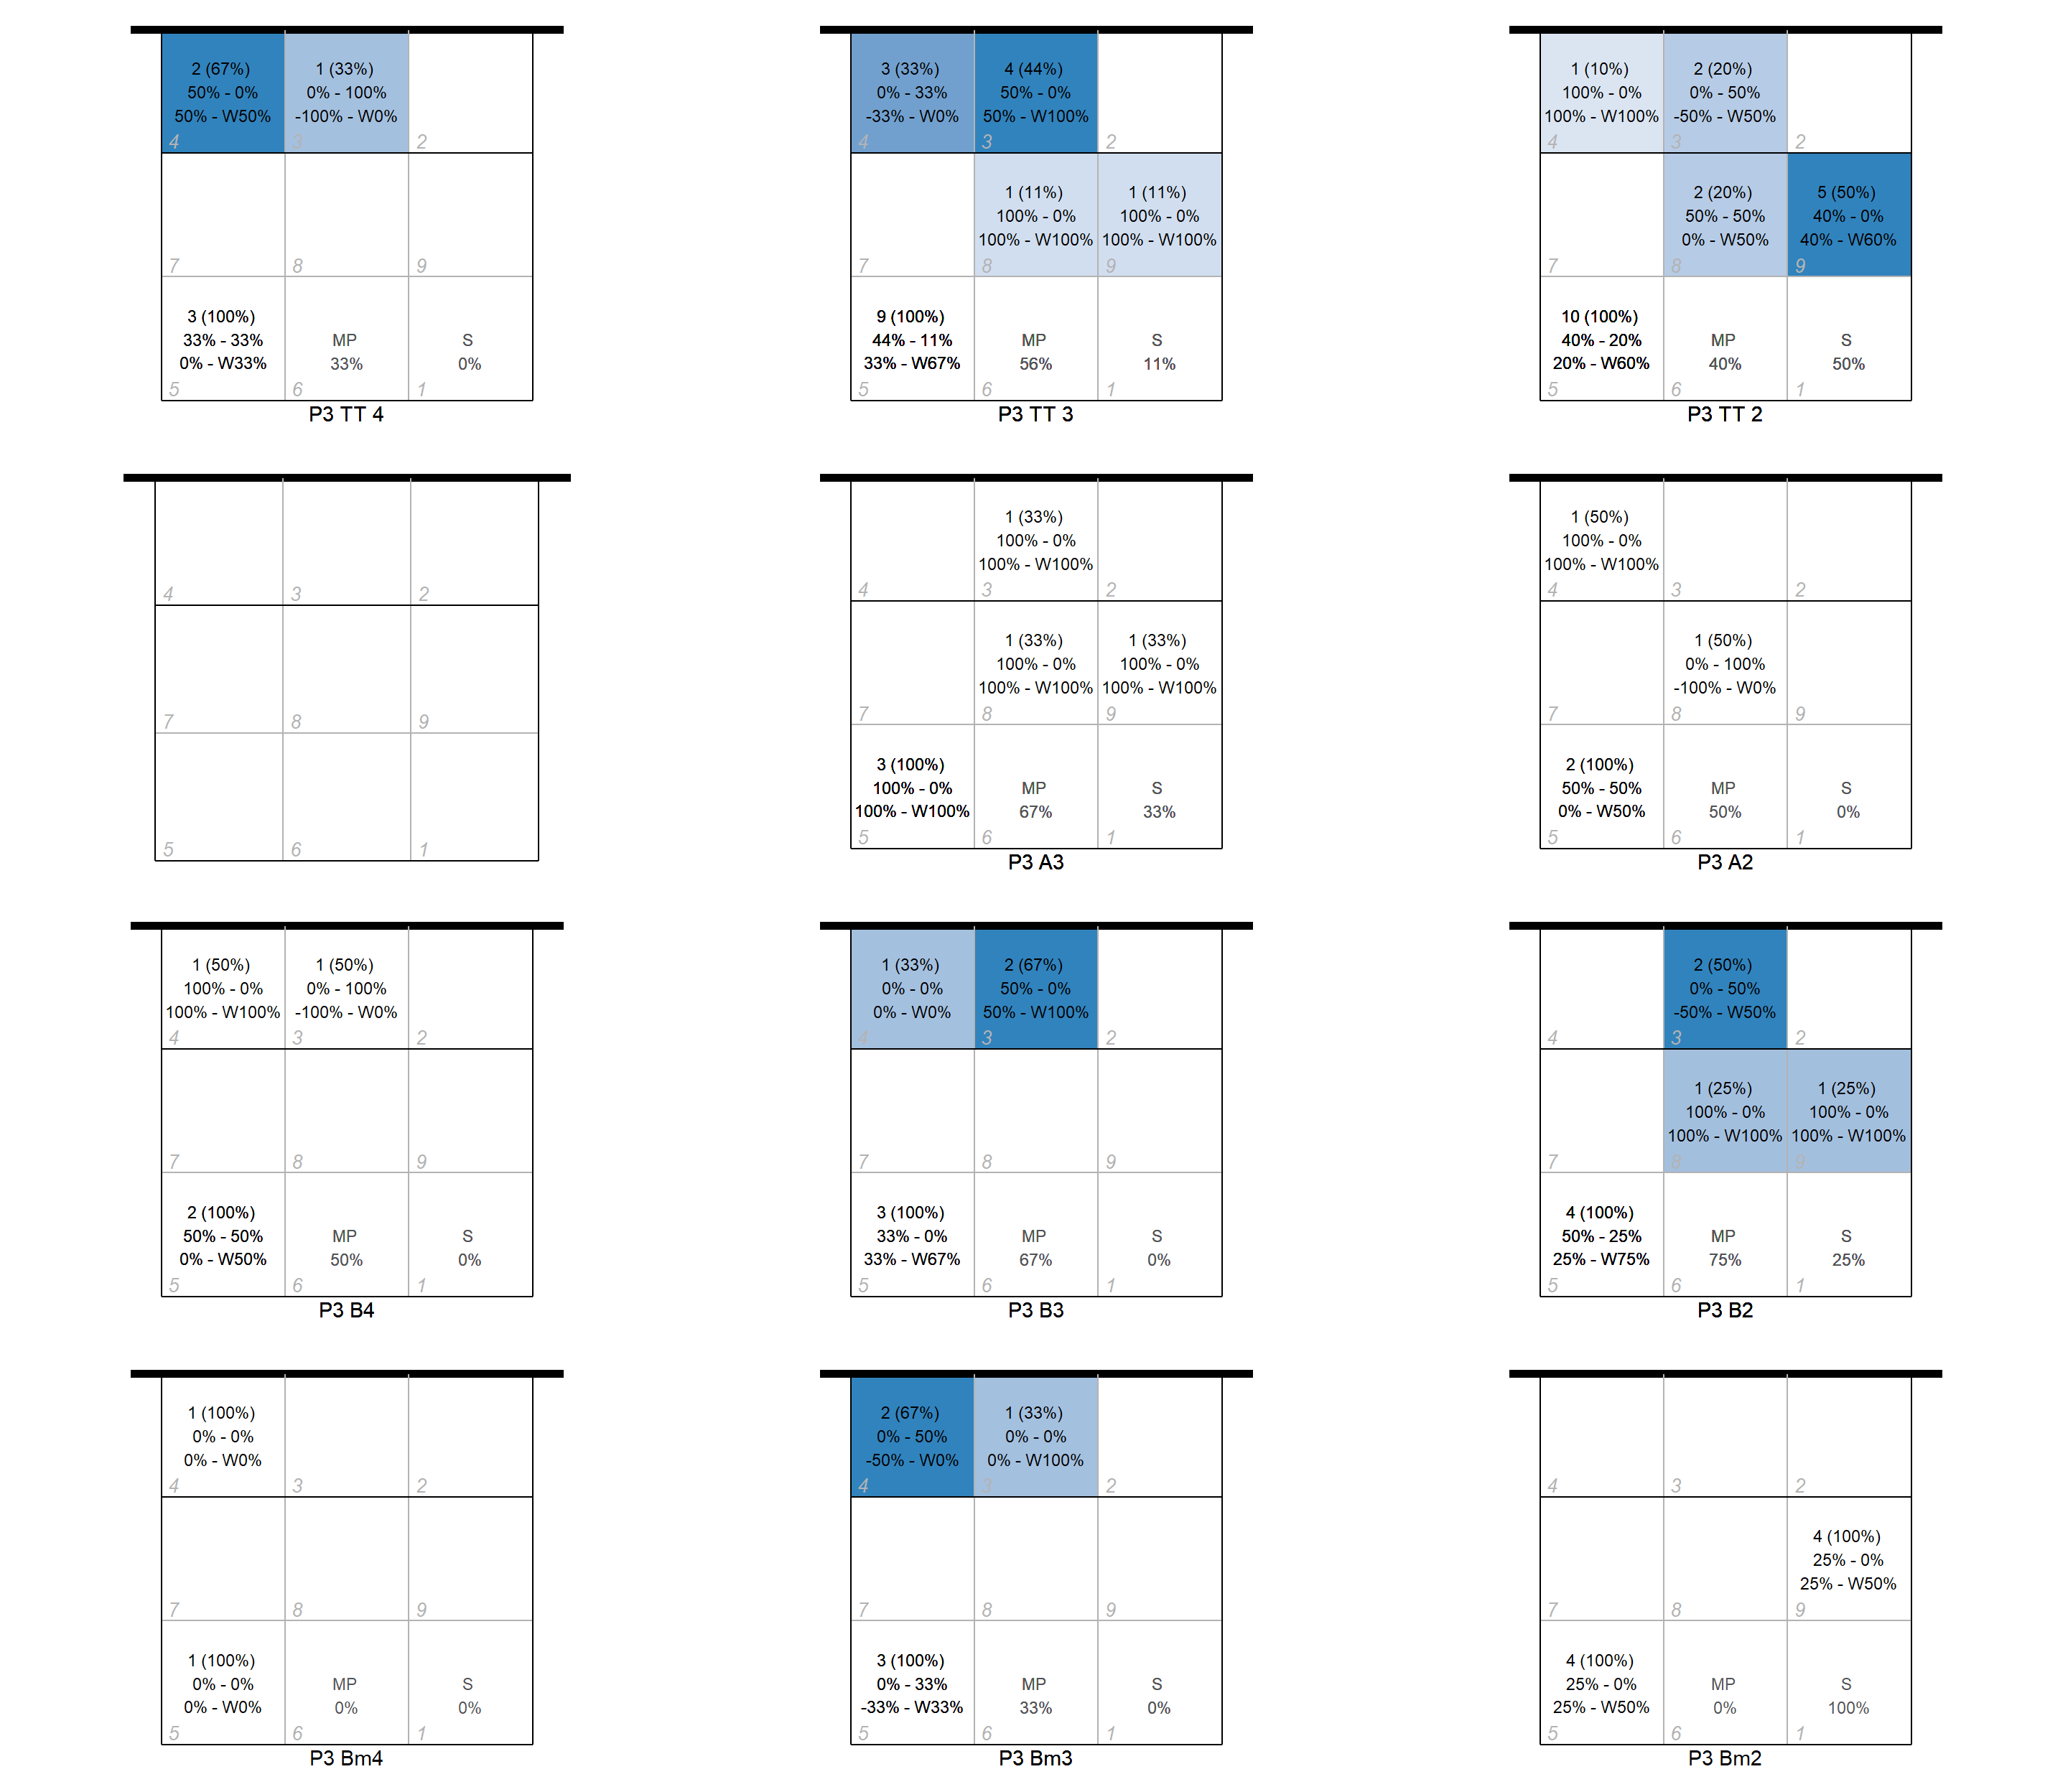 2 (67%)
50% - 0%
50% - W50%
4
1 (33%)
0% - 100%
-100% - W0%
3
2
7
8
9
3 (100%)
33% - 33%
0% - W33%
5
MP
33%
6
S
0%
1
P3 TT 4
3 (33%)
0% - 33%
-33% - W0%
4
4 (44%)
50% - 0%
50% - W100%
3
2
7
1 (11%)
100% - 0%
100% - W100%
8
1 (11%)
100% - 0%
100% - W100%
9
9 (100%)
44% - 11%
33% - W67%
5
MP
56%
6
S
11%
1
P3 TT 3
1 (10%)
100% - 0%
100% - W100%
4
2 (20%)
0% - 50%
-50% - W50%
3
2
7
2 (20%)
50% - 50%
0% - W50%
8
5 (50%)
40% - 0%
40% - W60%
9
10 (100%)
40% - 20%
20% - W60%
5
MP
40%
6
S
50%
1
P3 TT 2
4
3
2
7
8
9
5
6
1
4
1 (33%)
100% - 0%
100% - W100%
3
2
7
1 (33%)
100% - 0%
100% - W100%
8
1 (33%)
100% - 0%
100% - W100%
9
3 (100%)
100% - 0%
100% - W100%
5
MP
67%
6
S
33%
1
P3 A3
1 (50%)
100% - 0%
100% - W100%
4
3
2
7
1 (50%)
0% - 100%
-100% - W0%
8
9
2 (100%)
50% - 50%
0% - W50%
5
MP
50%
6
S
0%
1
P3 A2
1 (50%)
100% - 0%
100% - W100%
4
1 (50%)
0% - 100%
-100% - W0%
3
2
7
8
9
2 (100%)
50% - 50%
0% - W50%
5
MP
50%
6
S
0%
1
P3 B4
1 (33%)
0% - 0%
0% - W0%
4
2 (67%)
50% - 0%
50% - W100%
3
2
7
8
9
3 (100%)
33% - 0%
33% - W67%
5
MP
67%
6
S
0%
1
P3 B3
4
2 (50%)
0% - 50%
-50% - W50%
3
2
7
1 (25%)
100% - 0%
100% - W100%
8
1 (25%)
100% - 0%
100% - W100%
9
4 (100%)
50% - 25%
25% - W75%
5
MP
75%
6
S
25%
1
P3 B2
1 (100%)
0% - 0%
0% - W0%
4
3
2
7
8
9
1 (100%)
0% - 0%
0% - W0%
5
MP
0%
6
S
0%
1
P3 Bm4
2 (67%)
0% - 50%
-50% - W0%
4
1 (33%)
0% - 0%
0% - W100%
3
2
7
8
9
3 (100%)
0% - 33%
-33% - W33%
5
MP
33%
6
S
0%
1
P3 Bm3
4
3
2
7
8
4 (100%)
25% - 0%
25% - W50%
9
4 (100%)
25% - 0%
25% - W50%
5
MP
0%
6
S
100%
1
P3 Bm2